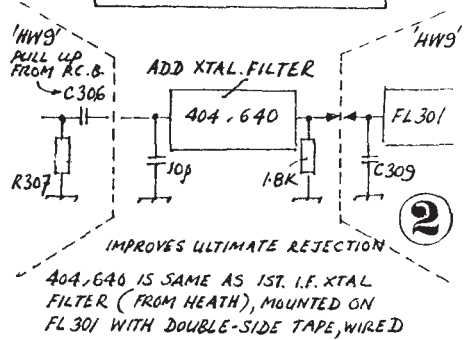 'HW9'
'HW9'
PULL UP
FROM P.C.B.
C306
ADD XTAL. FILTER
404,640
FL301
R307
10p
1.8K
C309
2
IMPROVES ULTIMATE REJECTION
404,640 IS SAME AS 1ST. I.F. XTAL
FILTER (FROM HEATH), MOUNTED ON
FL301 WITH DOUBLE-SIDE TAPE, WIRED